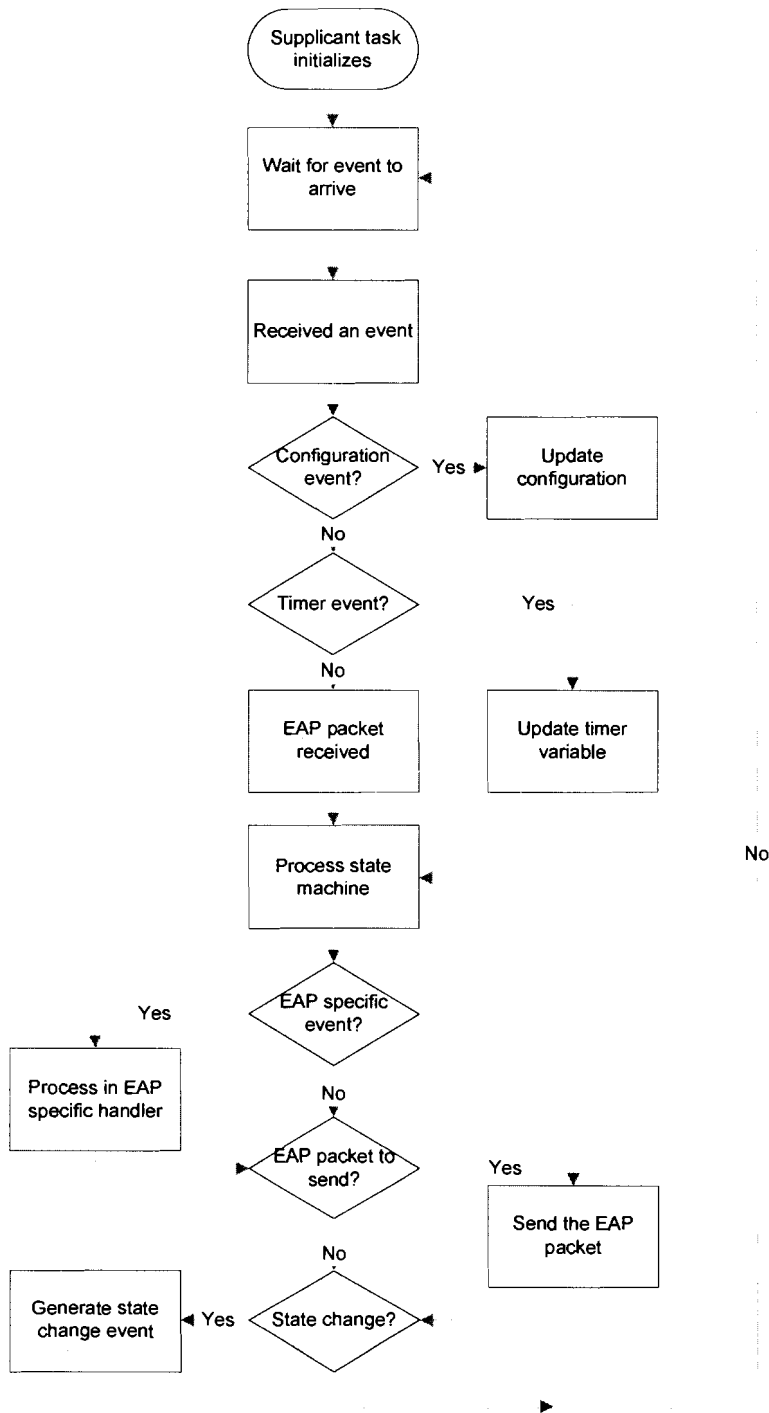 Supplicant task
initializes
Wait for event to
arrive
Received an event
Configuration
event?
Yes
Update
configuration
No
Timer event?
Yes
No
EAP packet
received
Update timer
variable
Process state
machine
No
EAP specific
event?
Yes
Process in EAP
specific handler
No
EAP packet to
send?
Yes
Send the EAP
packet
No
Generate state
change event
Yes
State change?